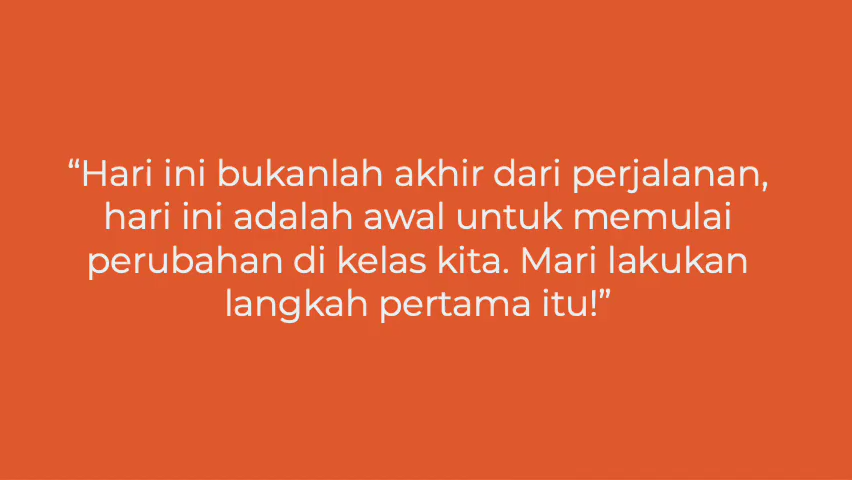 “Hari ini bukanlah akhir dari perjalanan,
hari ini adalah awal untuk memulai
perubahan di kelas kita. Mari lakukan
langkah pertama itu!”